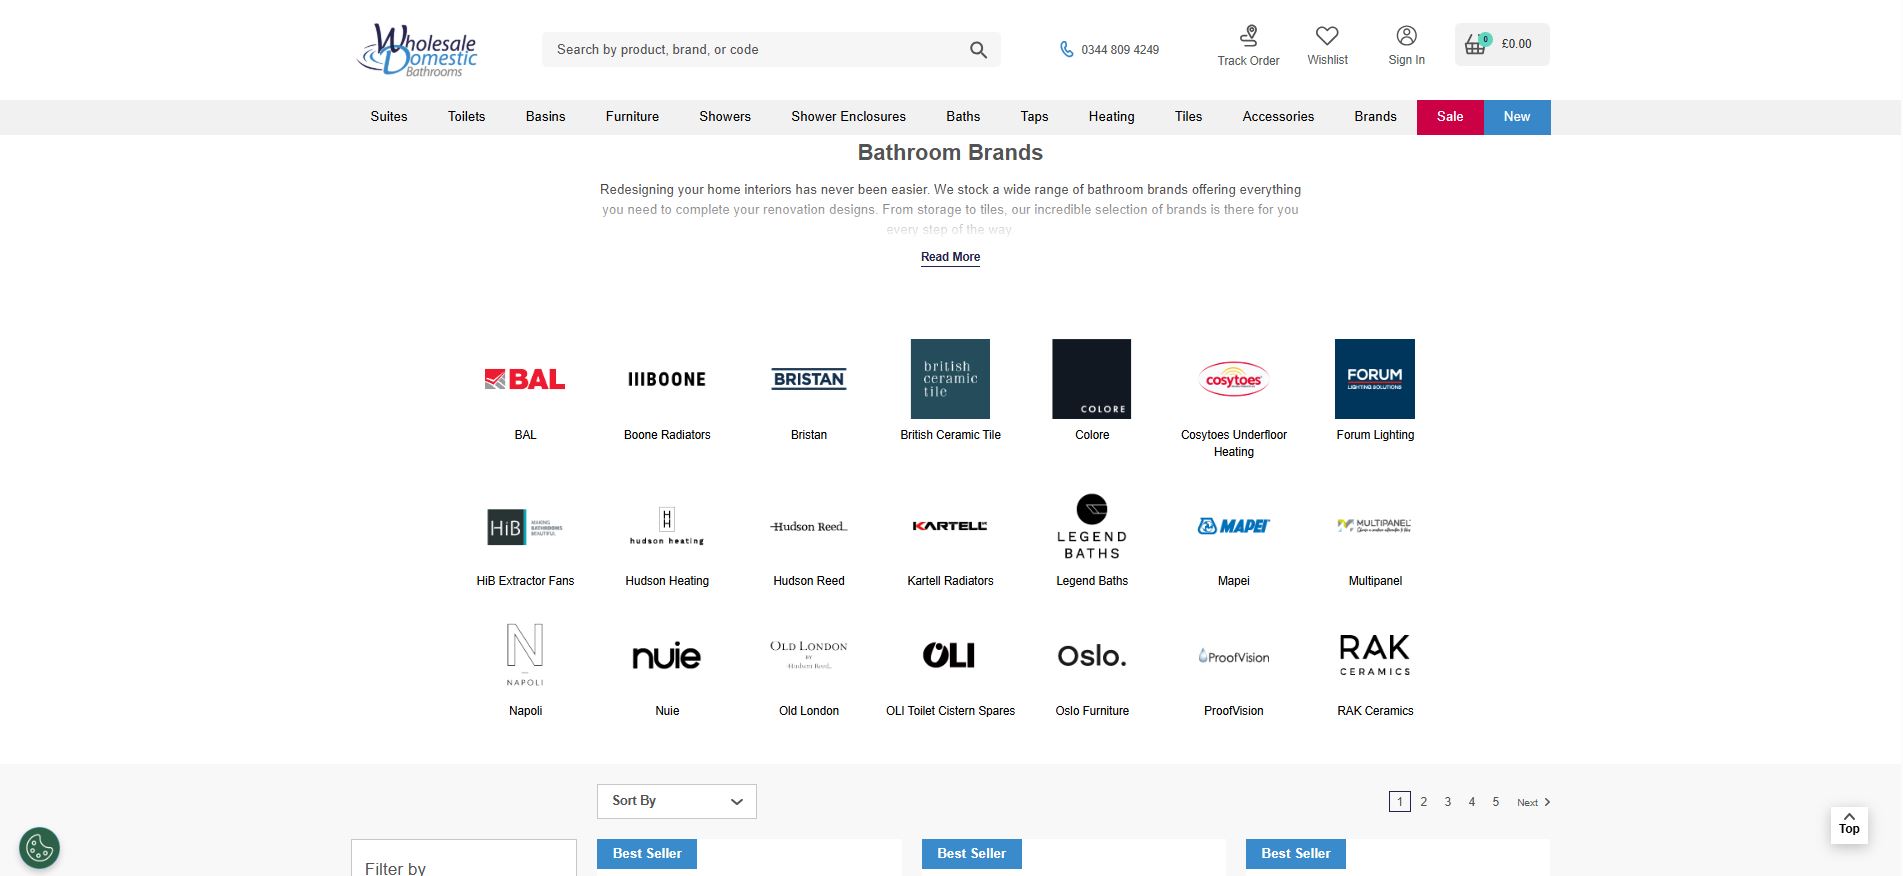 Wholesale
Domestic
Bathrooms
Search by product, brand, or code
0344 809 4249
Track Order
Wishlist
Sign In
0
£0.00
Suites
Toilets
Basins
Furniture
Showers
Shower Enclosures
Baths
Taps
Heating
Tiles
Accessories
Brands
Sale
New
Bathroom Brands
Redesigning your home interiors has never been easier. We stock a wide range of bathroom brands offering everything
you need to complete your renovation designs. From storage to tiles, our incredible selection of brands is there for you
every step of the way
Read More
BAL
BOONE
BRISTAN
british
ceramic
tile
COLORE
cosytoes
FORUM
LIGHTING SOLUTIONS
BAL
Boone Radiators
Bristan
British Ceramic Tile
Colore
Cosytoes Underfloor
Heating
Forum Lighting
HiB
MAKING
BATHROOMS
BEAUTIFUL
hudson heating
Hudson Reed
KARTELL
LEGEND
BATHS
MAPEI
MULTIPANEL
HiB Extractor Fans
Hudson Heating
Hudson Reed
Kartell Radiators
Legend Baths
Mapei
Multipanel
N
NAPOLI
nuie
OLD LONDON
BY
Hudson Reed
OLI
Oslo.
ProofVision
RAK
CERAMICS
Napoli
Nuie
Old London
OLI Toilet Cistern Spares
Oslo Furniture
ProofVision
RAK Ceramics
Sort By
1
2
3
4
5
Next
Top
Filter by
Best Seller
Best Seller
Best Seller